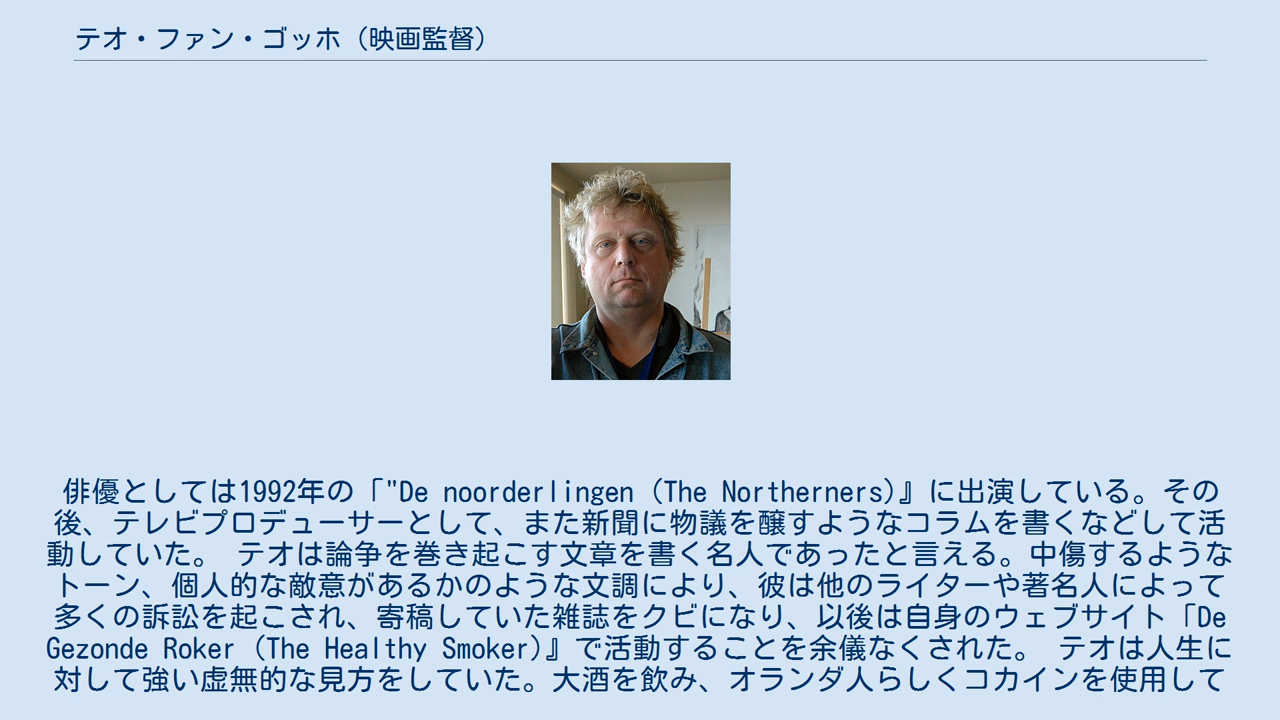 テオ・ファン・ゴッホ（映画監督）
俳優としては1992年の「"De noorderlingen (The Northerners)』に出演している。その
後、テレビプロデューサーとして、また新聞に物議を醸すようなコラムを書くなどして活
動していた。 テオは論争を巻き起こす文章を書く名人であったと言える。中傷するような
トーン、個人的な敵意があるかのような文調により、彼は他のライターや著名人によって
多くの訴訟を起こされ、寄稿していた雑誌をクビになり、以後は自身のウェブサイト「De
Gezonde Roker (The Healthy Smoker)』で活動することを余儀なくされた。 テオは人生に
対して強い虚無的な見方をしていた。大酒を飲み、オランダ人らしくコカインを使用して